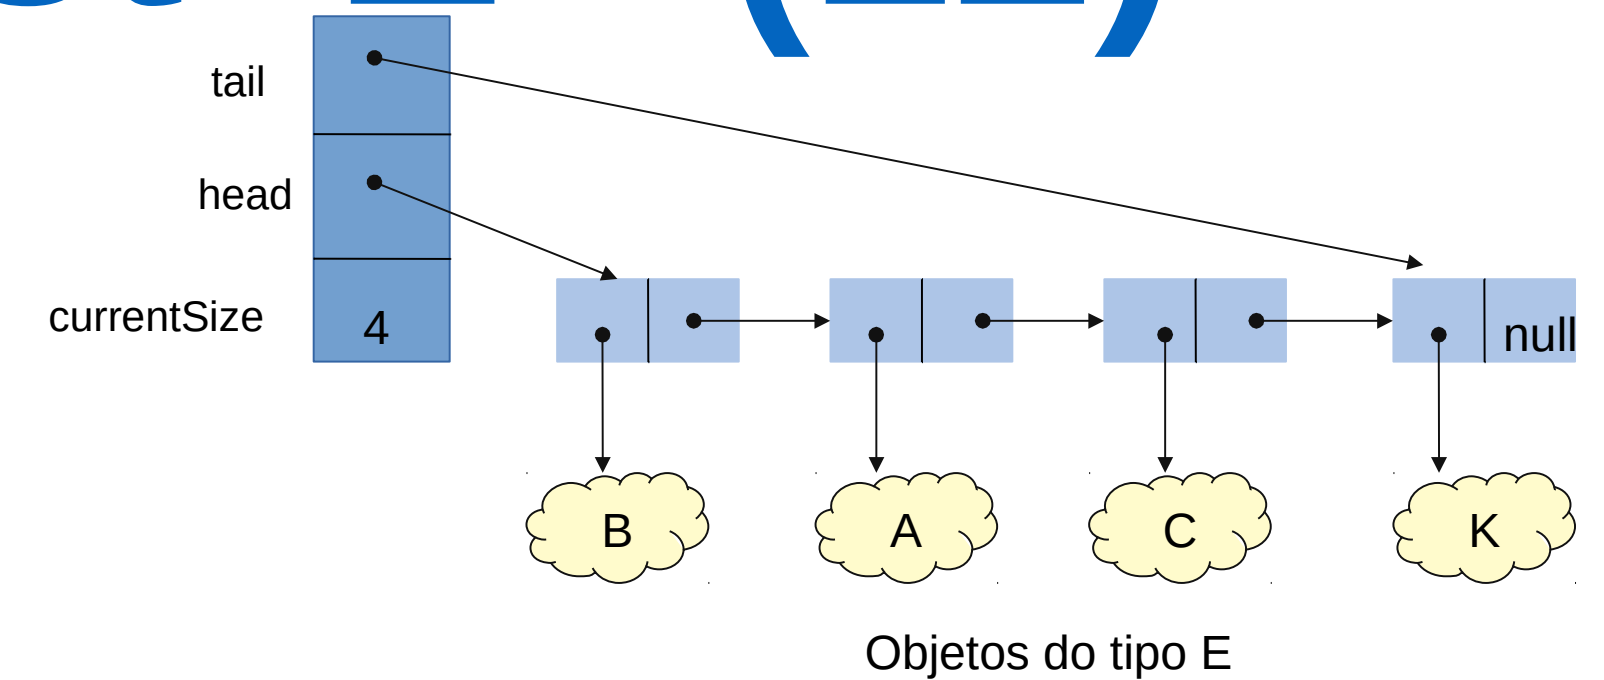 tail
head
currentSize
4
null
B
A
C
K
Objetos do tipo E